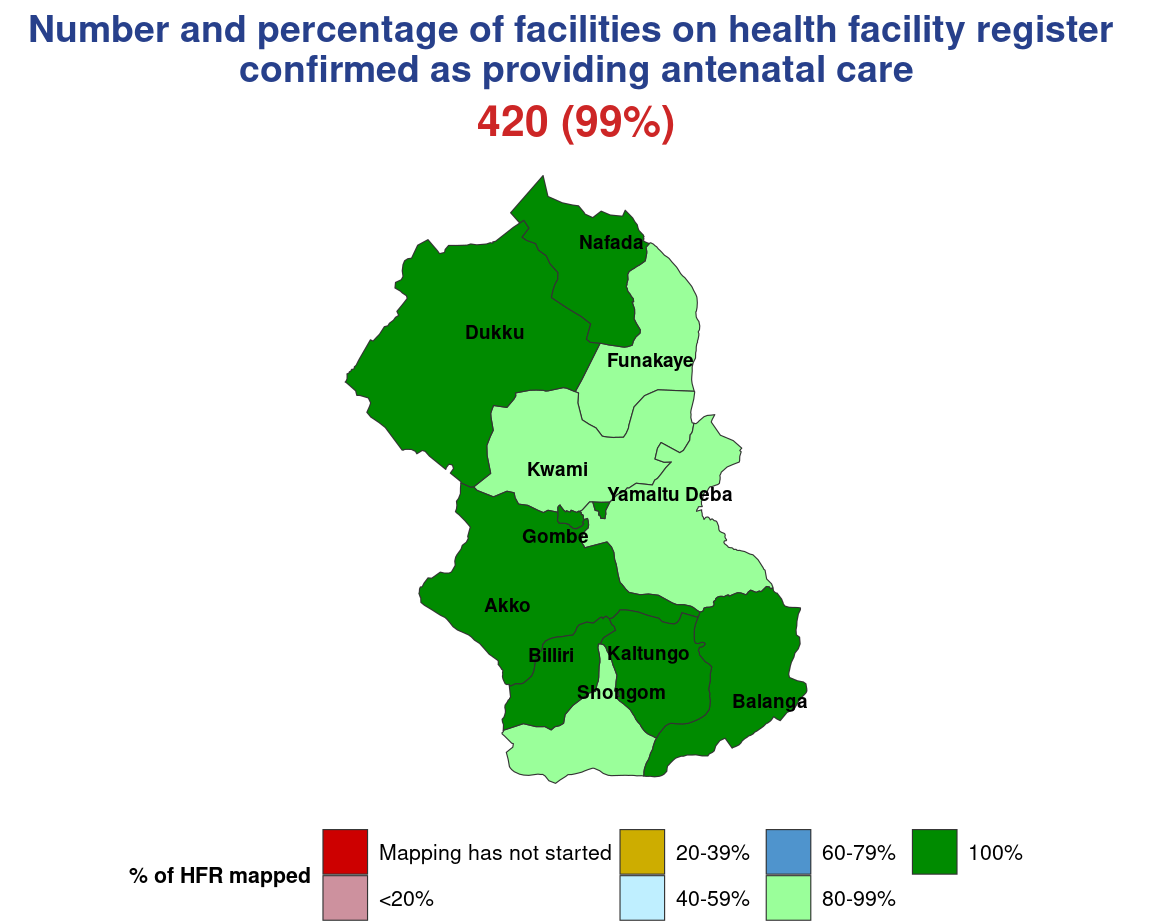 Number and percentage of facilities on health facility register
confirmed as providing antenatal care
420 (99%)
Nafada
Dukku
Funakaye
Kwami
Yamaltu Deba
Gombe
Akko
Billiri
Kaltungo
Shongom
Balanga
% of HFR mapped
Mapping has not started
<20%
20-39%
40-59%
60-79%
80-99%
100%